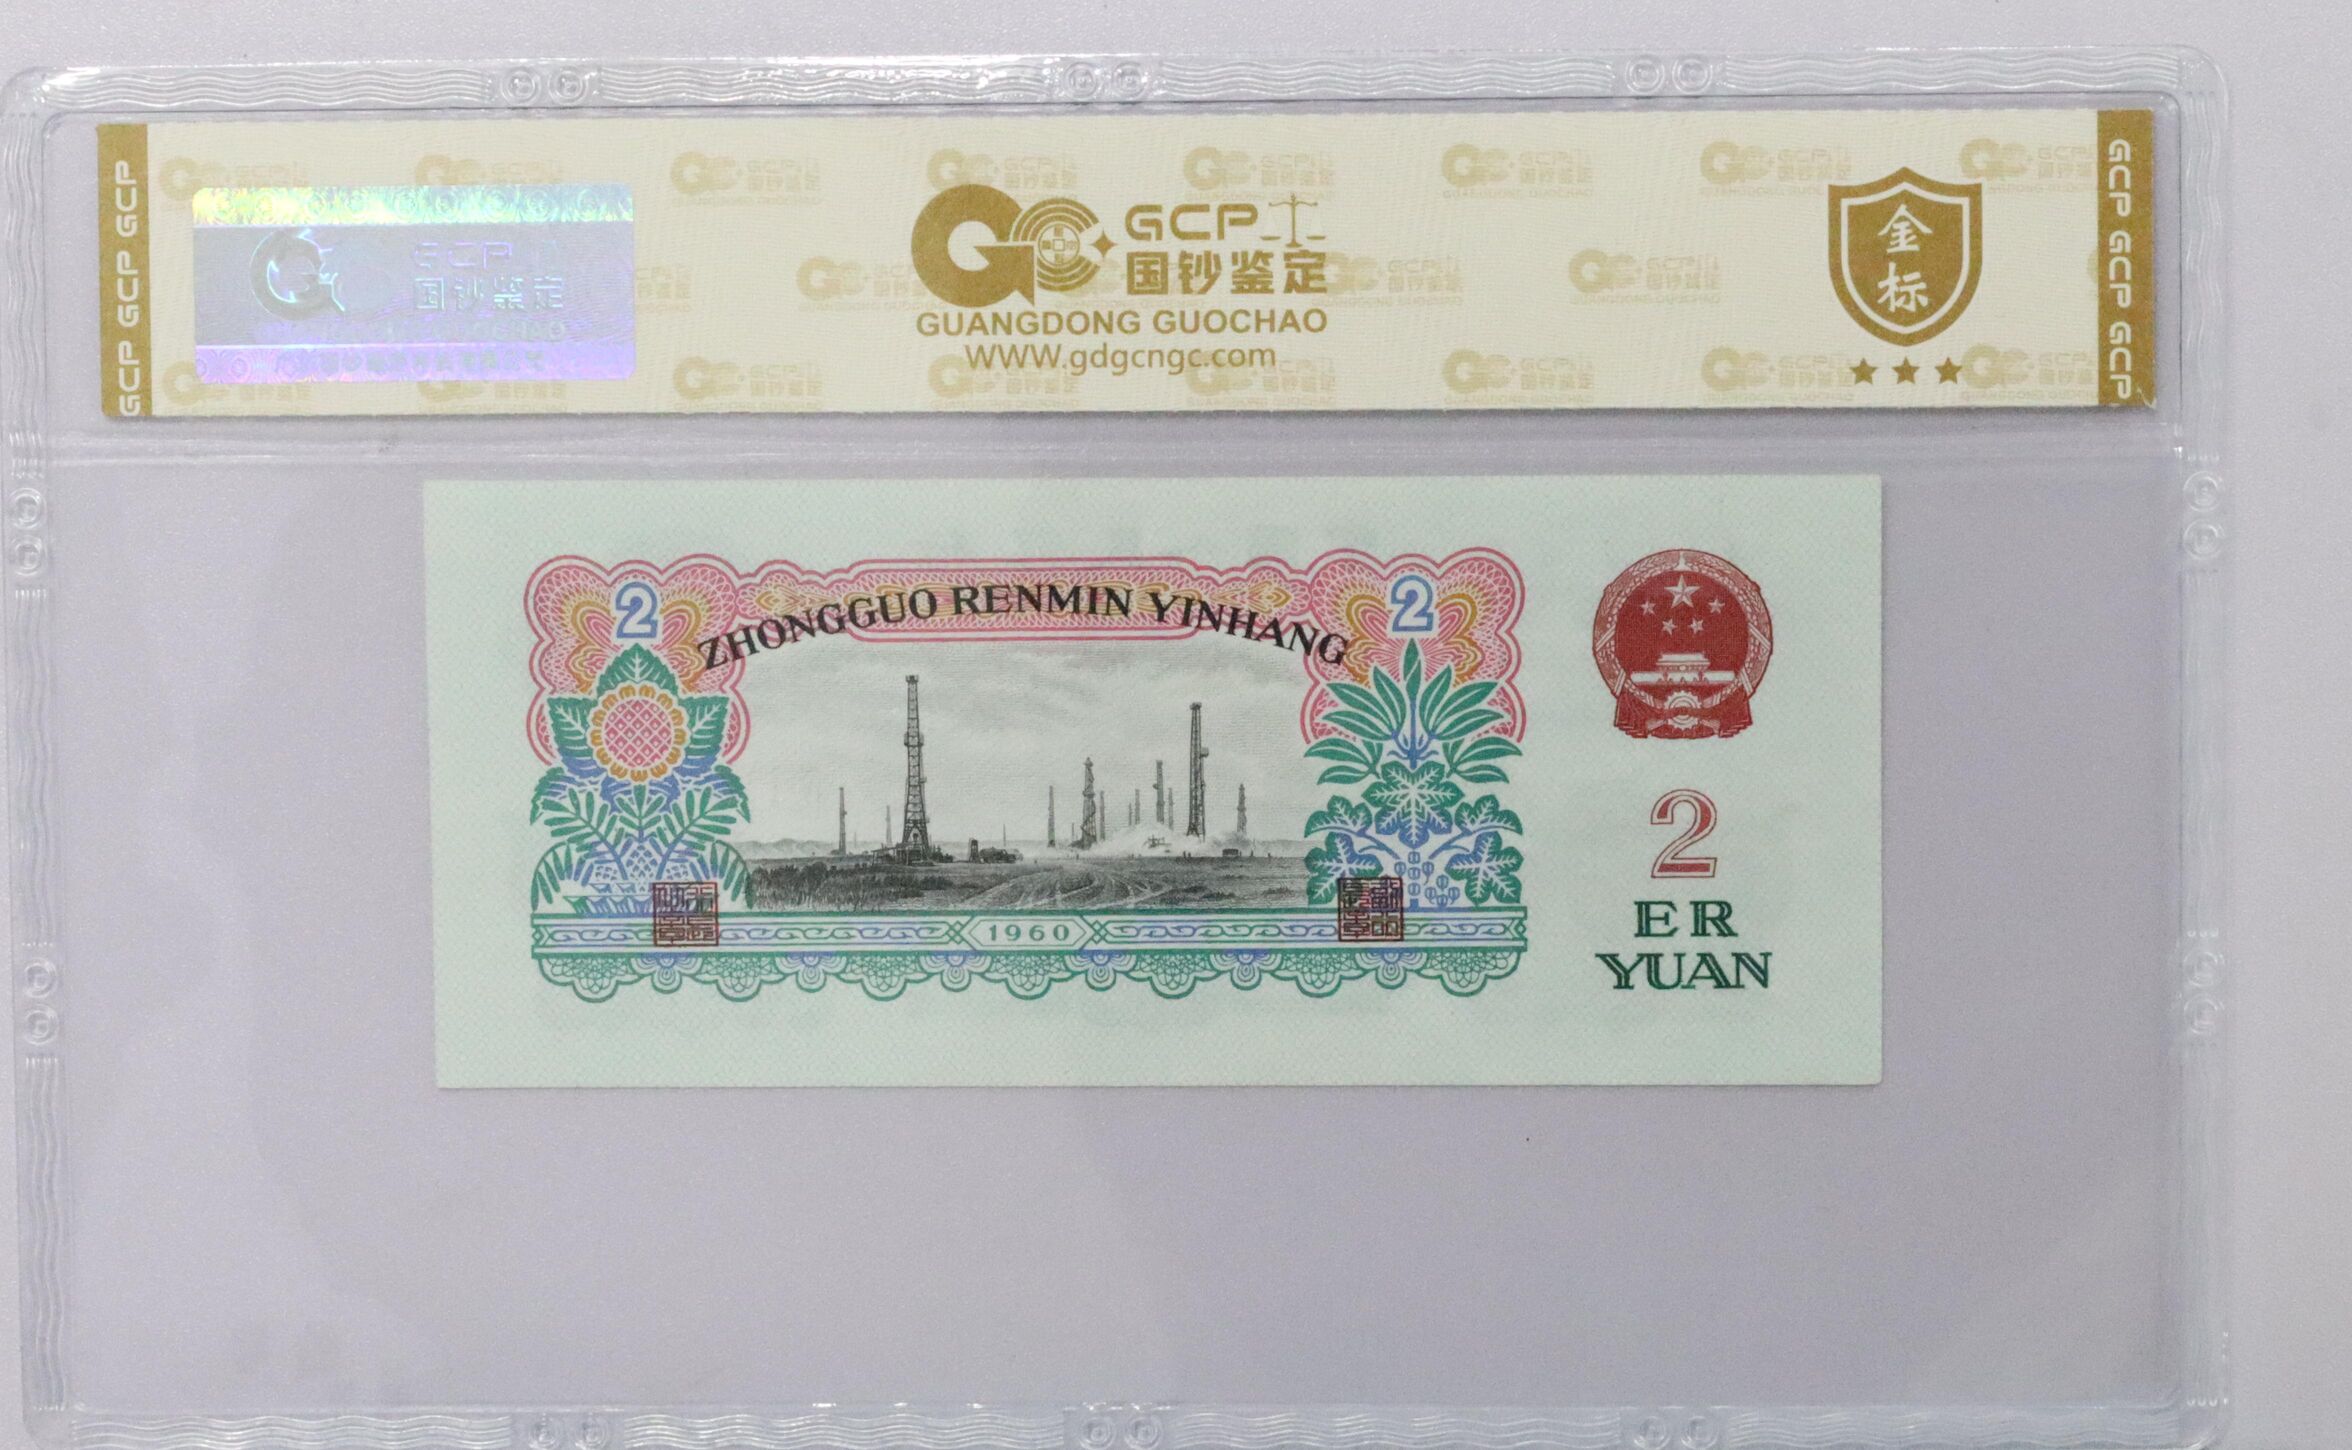 GCP GCP GCP
GCP
国钞鉴定
GCP
国钞鉴定
GUANGDONG GUOCHAO
WWW.gdgcngc.com
金
标
GCP GCP GCP
2
ZHONGGUO RENMIN YINHANG
2
1960
2
ER
YUAN